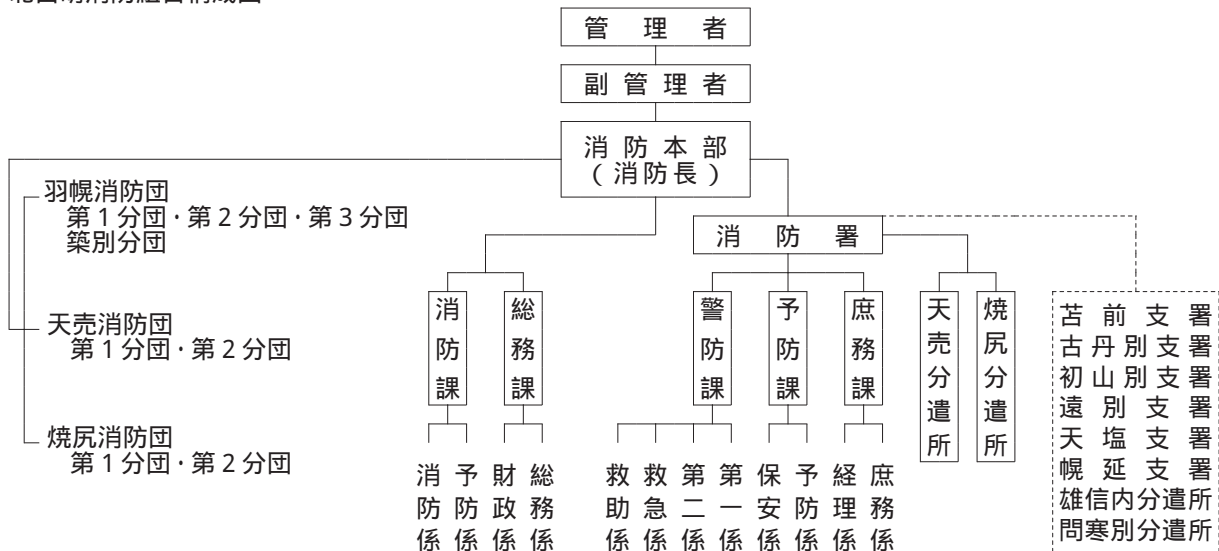 管理者
副管理者
消防本部
(消防長)
羽幌消防団
第1分団・第2分団・第3分団
築別分団
天売消防団
第1分団・第2分団
焼尻消防団
第1分団・第2分団
消防署
消防課
総務課
警防課
予防課
庶務課
天売分遣所
焼尻分遣所
消防係
予防係
財政係
総務係
救助係
救急係
第二係
第一係
保安係
予防係
経理係
庶務係
苫前支署
古丹別支署
初山別支署
遠別支署
天塩支署
幌延支署
雄信内分遣所
問寒別分遣所